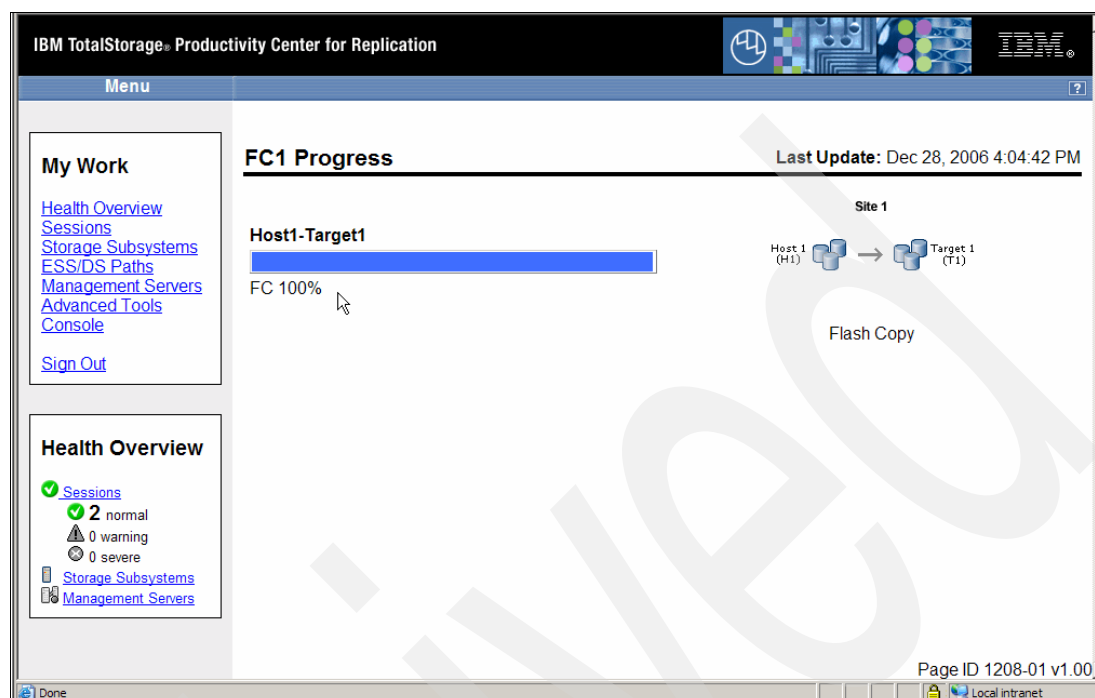 IBM TotalStorage® Productivity Center for Replication
IBM®
Menu
?
My Work
Health Overview
Sessions
Storage Subsystems
ESS/DS Paths
Management Servers
Advanced Tools
Console
Sign Out
Health Overview
Sessions
2 normal
0 warning
0 severe
Storage Subsystems
Management Servers
FC1 Progress
Last Update: Dec 28, 2006 4:04:42 PM
Host1-Target1
FC 100%
Site 1
Host 1
(H1)
Target 1
(T1)
Flash Copy
Page ID 1208-01 v1.00
Done
Local intranet